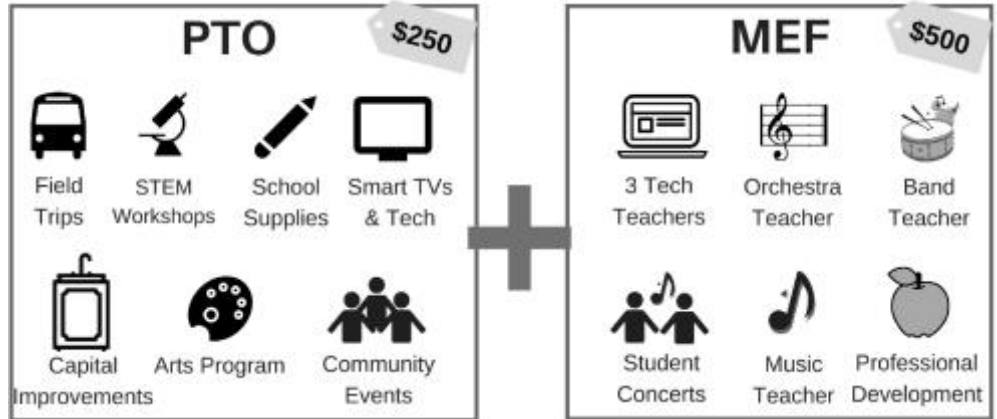 PTO
$250
Field
Trips
STEM
Workshops
School
Supplies
Smart TVs
& Tech
Capital
Improvements
Arts Program
Community
Events
MEF
$500
3 Tech
Teachers
Orchestra
Teacher
Band
Teacher
Student
Concerts
Music
Teacher
Professional
Development